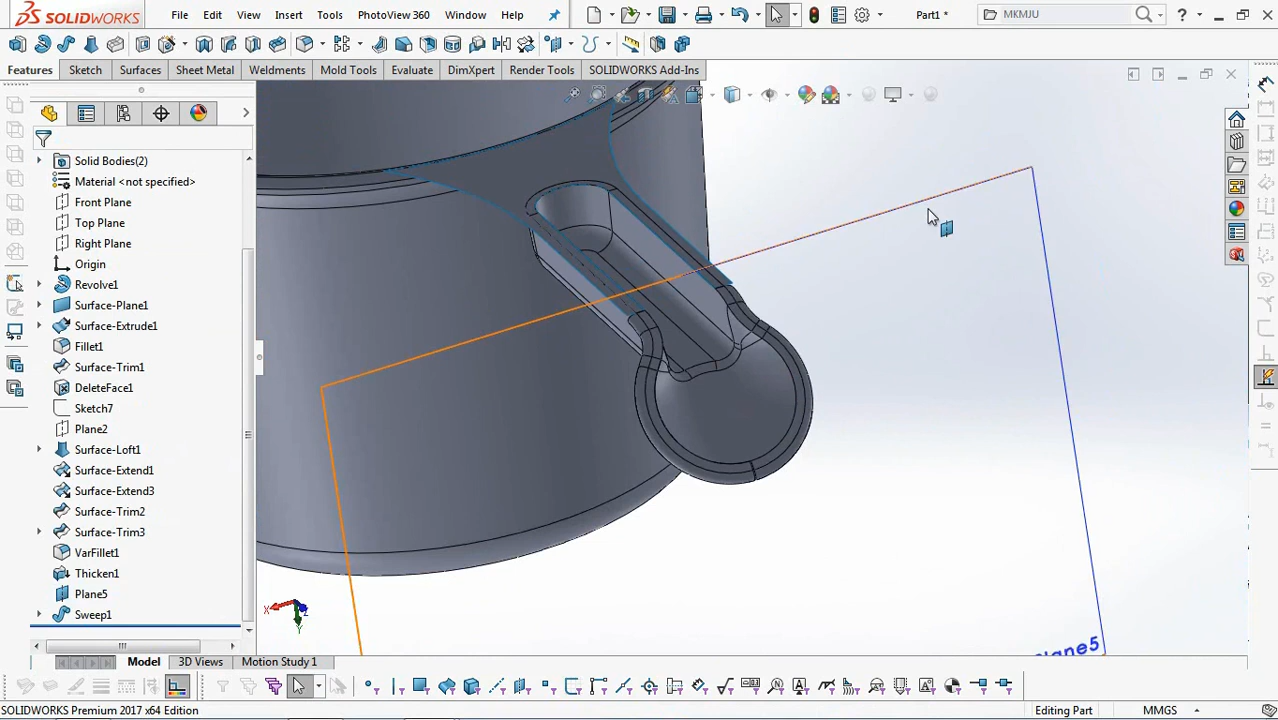 SOLIDWORKS File Edit View Insert Tools PhotoView 360 Window Help Part1 * MKMJU
Features Sketch Surfaces Sheet Metal Weldments Mold Tools Evaluate DimXpert Render Tools SOLIDWORKS Add-Ins
Solid Bodies(2)
Material <not specified>
Front Plane
Top Plane
Right Plane
Origin
Revolve1
Surface-Plane1
Surface-Extrude1
Fillet1
Surface-Trim1
DeleteFace1
Sketch7
Plane2
Surface-Loft1
Surface-Extend1
Surface-Extend3
Surface-Trim2
Surface-Trim3
VarFillet1
Thicken1
Plane5
Sweep1
Plane5
X
Y
Z
Model 3D Views Motion Study 1
SOLIDWORKS Premium 2017 x64 Edition Editing Part MMGS